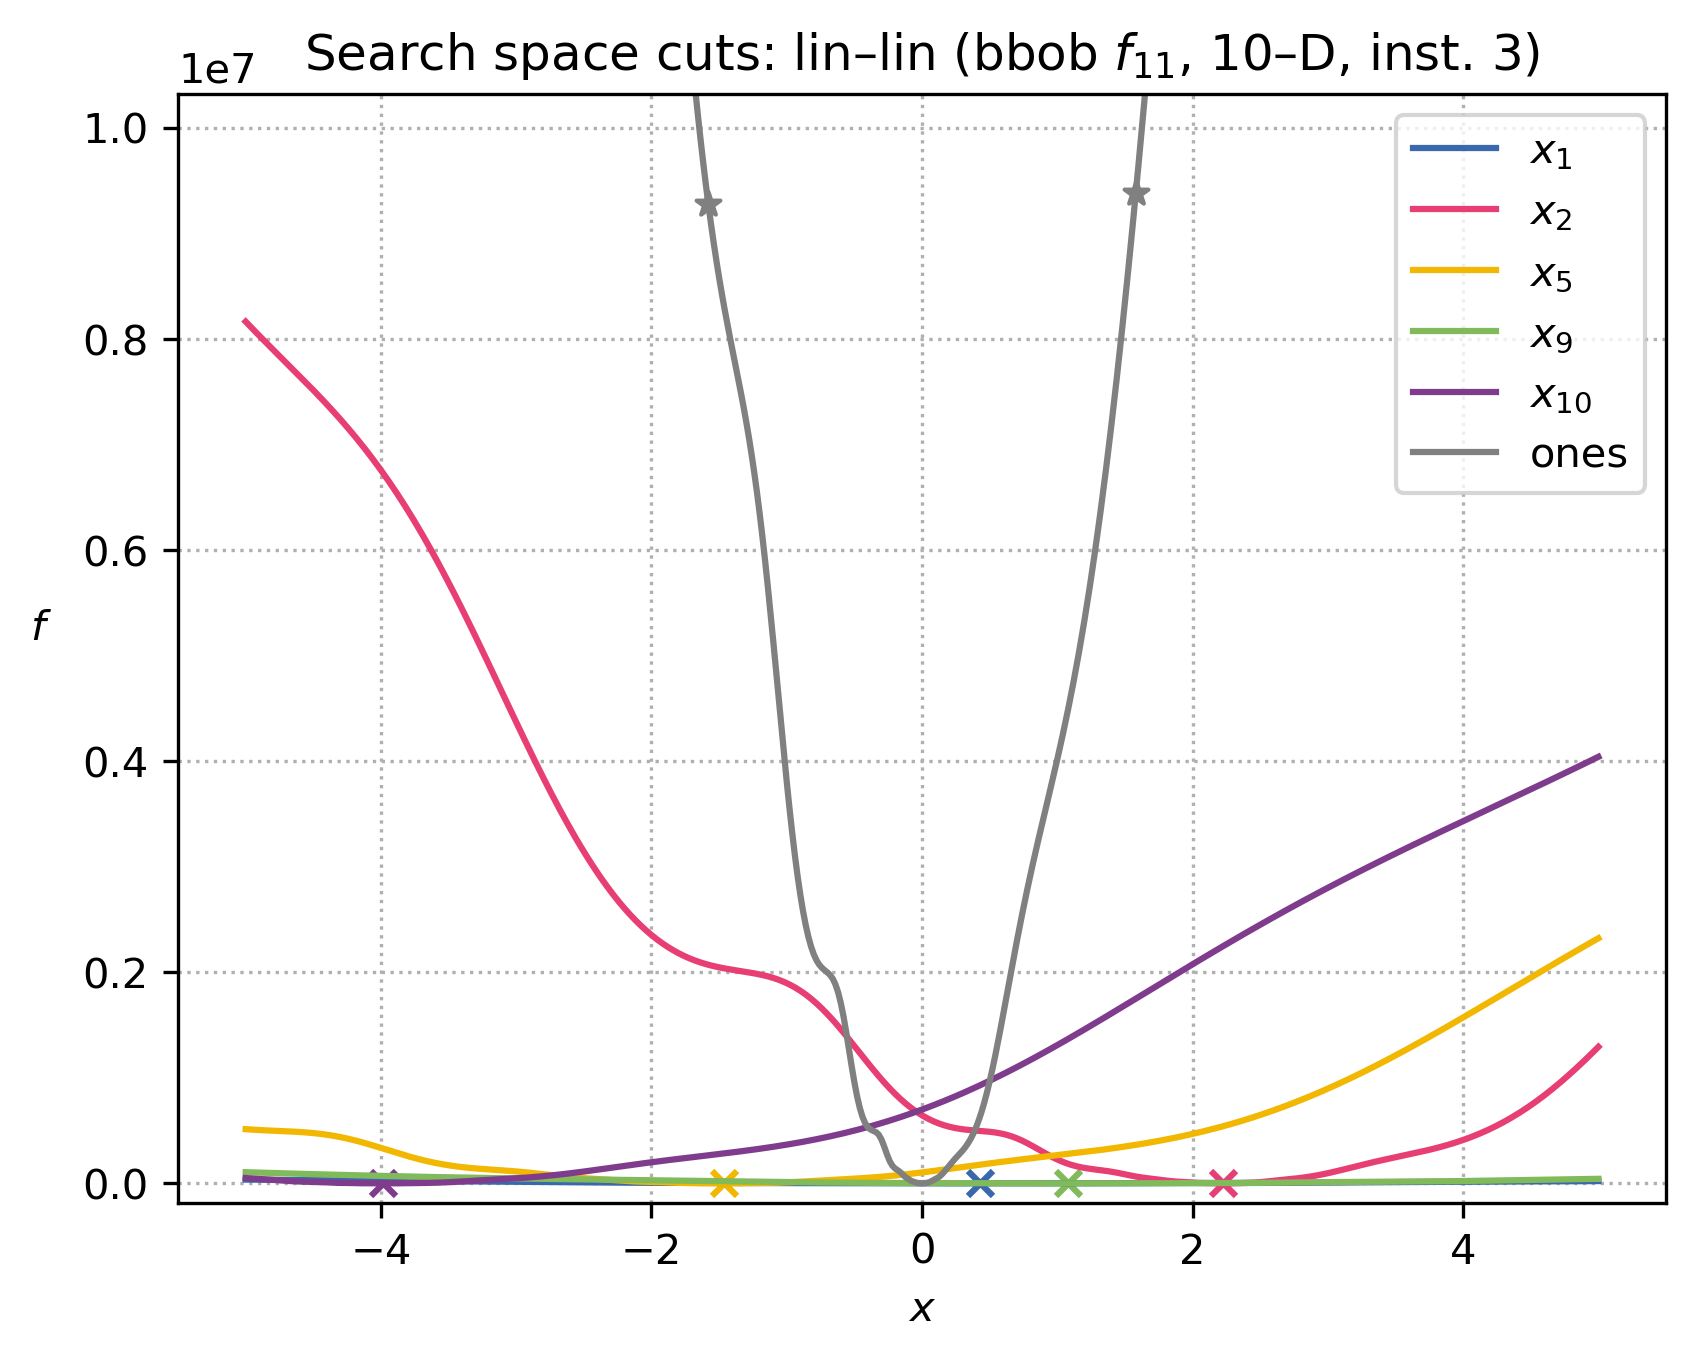 Search space cuts: lin–lin (bbob f₁₁, 10–D, inst. 3)
1e7
1.0
0.8
0.6
0.4
0.2
0.0
f
−4
−2
0
2
4
x
x₁
x₂
x₅
x₉
x₁₀
ones